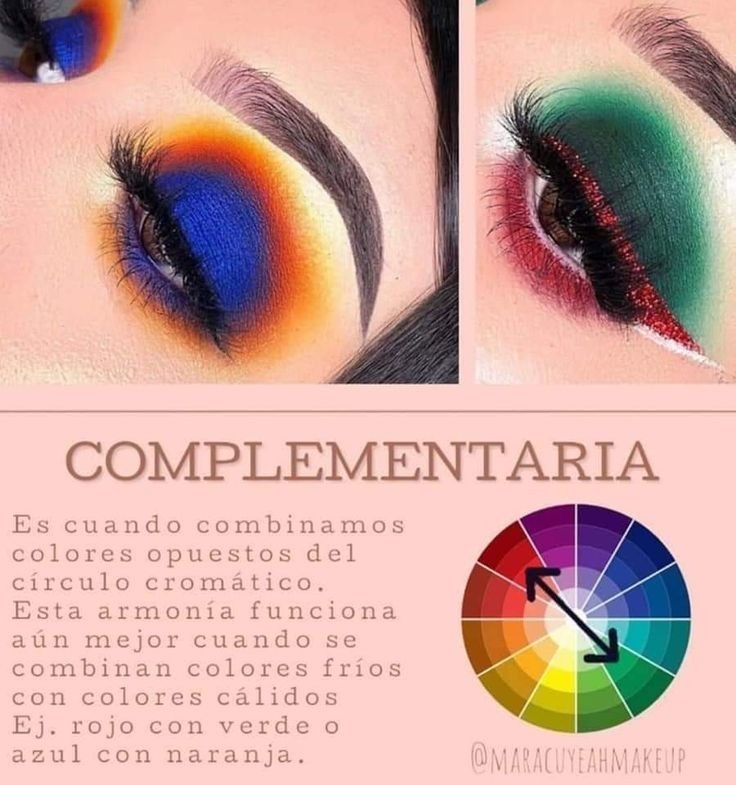 COMPLEMENTARIA
Es cuando combinamos
colores opuestos del
círculo cromático.
Esta armonía funciona
aún mejor cuando se
combinan colores fríos
con colores cálidos
Ej. rojo con verde o
azul con naranja.
@MARACUYEAHMAKEUP